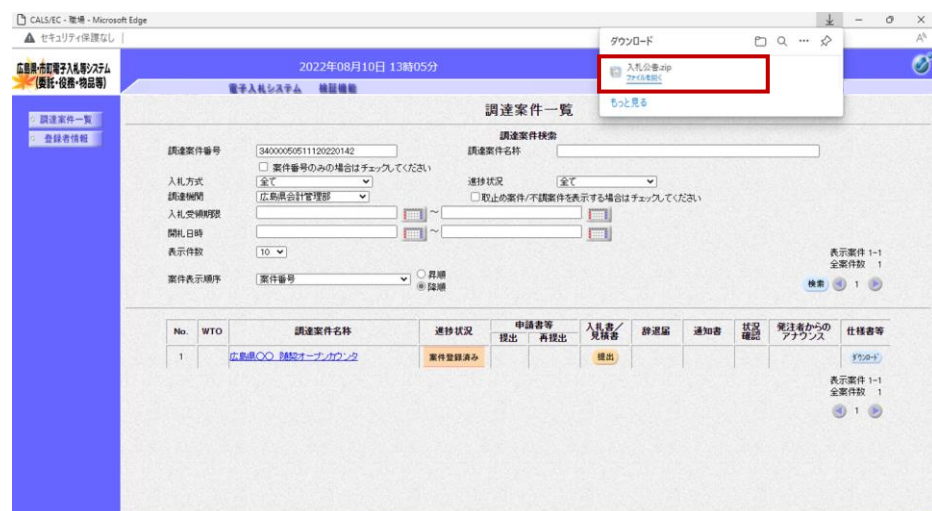 CALS/EC - 職場 - Microsoft Edge
セキュリティ保護なし
ダウンロード
入札公告.zip
ファイルを開く
もっと見る
広島県・市町電子入札等システム
(委託・役務・物品等)
2022年08月10日 13時05分
電子入札システム 検証機能
調達案件一覧
登録者情報
調達案件一覧
調達案件検索
調達案件番号 34000050511120220142 調達案件名称
案件番号のみの場合はチェックしてください
入札方式 全て 進捗状況 全て
調達機関 広島県会計管理部 取止め案件/不調案件を表示する場合はチェックしてください
入札受領期限 ~
開札日時 ~
表示件数 10
表示案件 1-1
全案件数 1
案件表示順序 案件番号 昇順
降順
検索 1
No. WTO 調達案件名称 進捗状況 申請書等 入札書/見積書 辞退届 通知書 状況確認 発注者からのアナウンス 仕様書等
提出 再提出
1 広島県〇〇 随契オープンカウンタ 案件登録済み 提出 ダウンロード
表示案件 1-1
全案件数 1
1